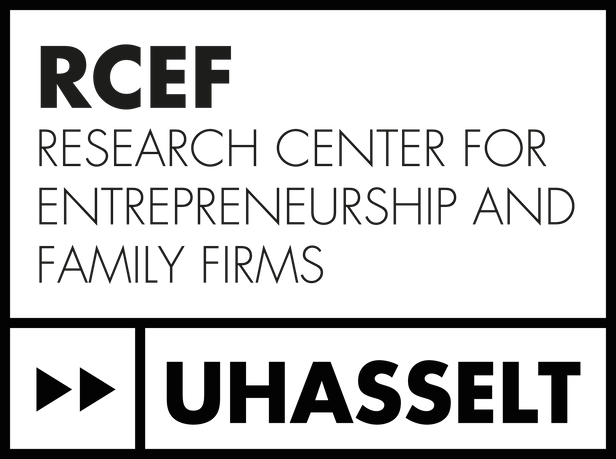 RCEF
RESEARCH CENTER FOR
ENTREPRENEURSHIP AND
FAMILY FIRMS
UHASSELT